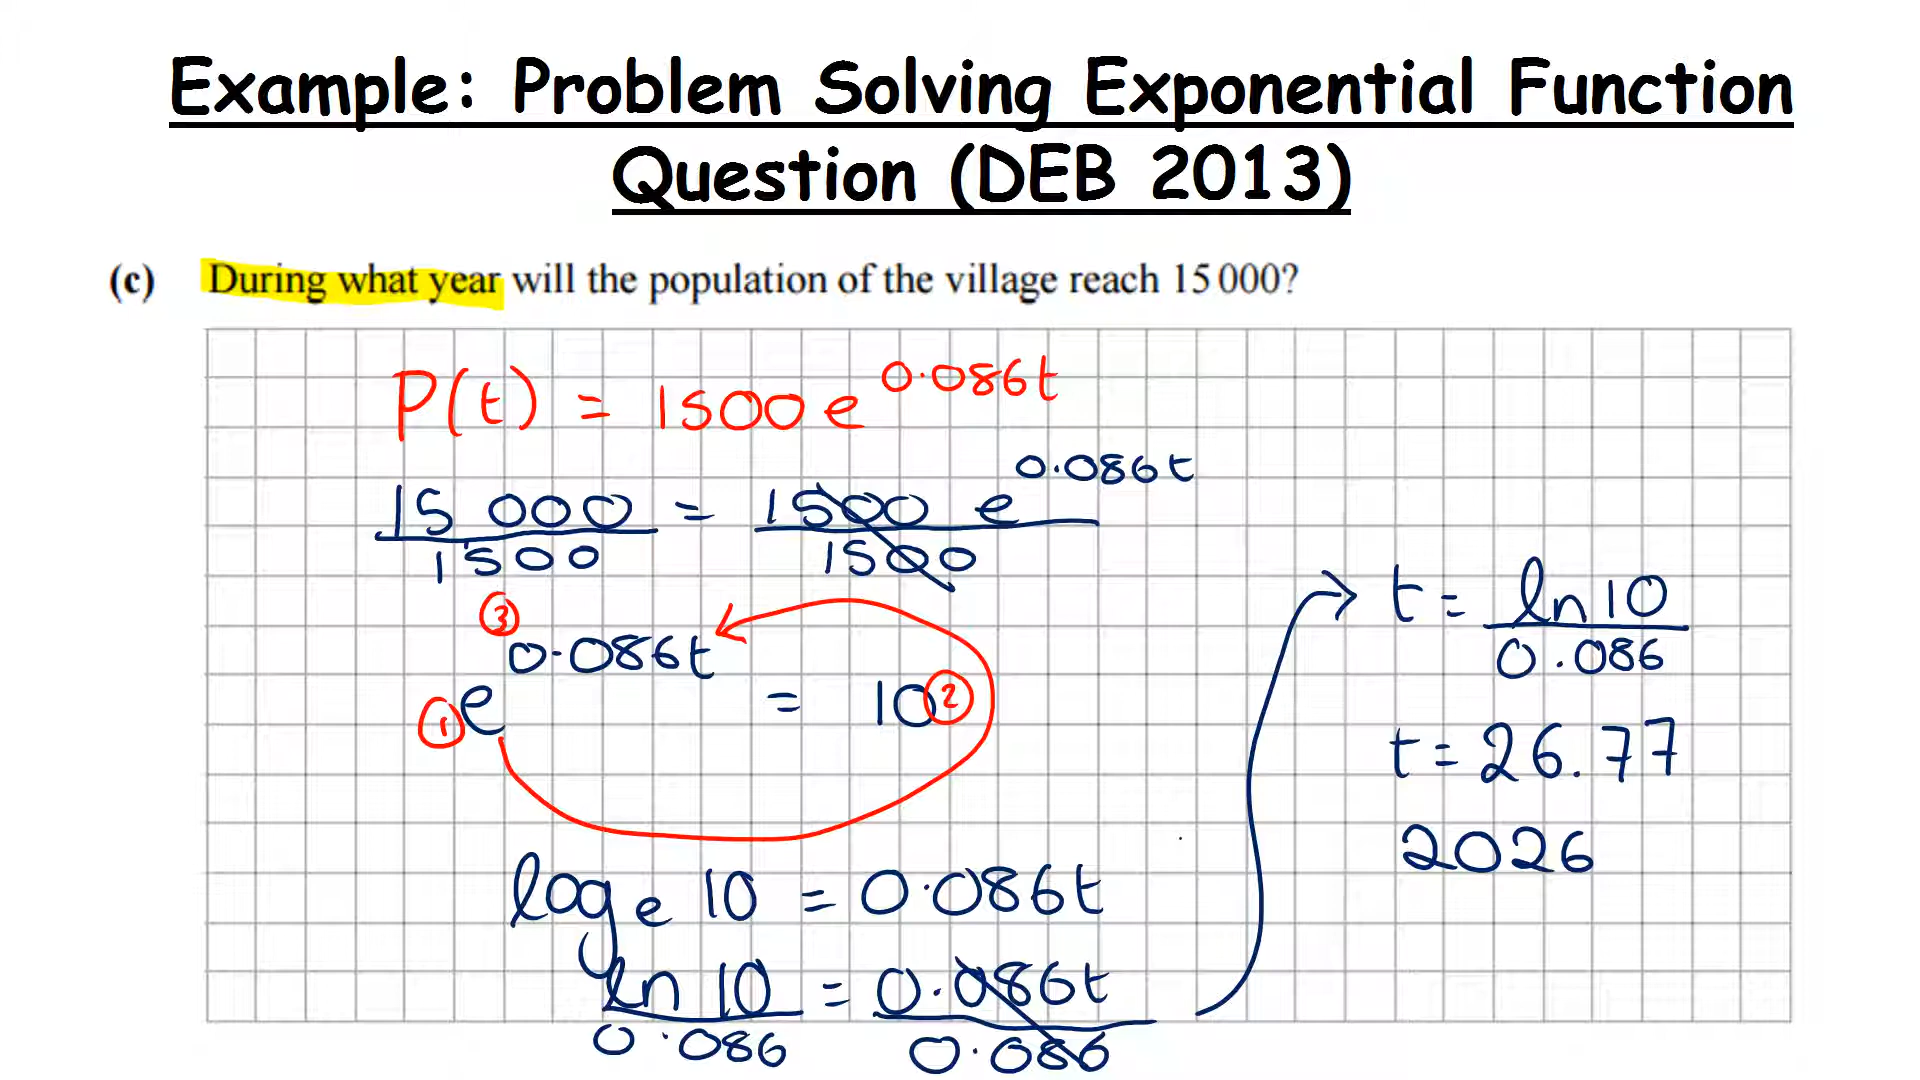 Example: Problem Solving Exponential Function
Question (DEB 2013)
(c) During what year will the population of the village reach 15 000?
P(t) = 1500 e^0.086t
15 000 / 1500 = 1500 e^0.086t / 1500
③
① e^0.086t = 10 ②
log_e 10 = 0.086t
ln 10 / 0.086 = 0.086t / 0.086
t = ln 10 / 0.086
t = 26.77
2026